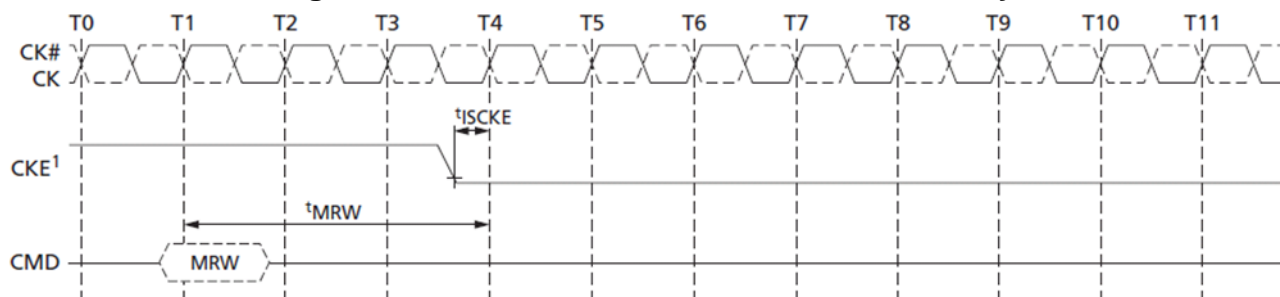 T0 T1 T2 T3 T4 T5 T6 T7 T8 T9 T10 T11
CK#
CK
tISCKE
CKE1
tMRW
CMD MRW